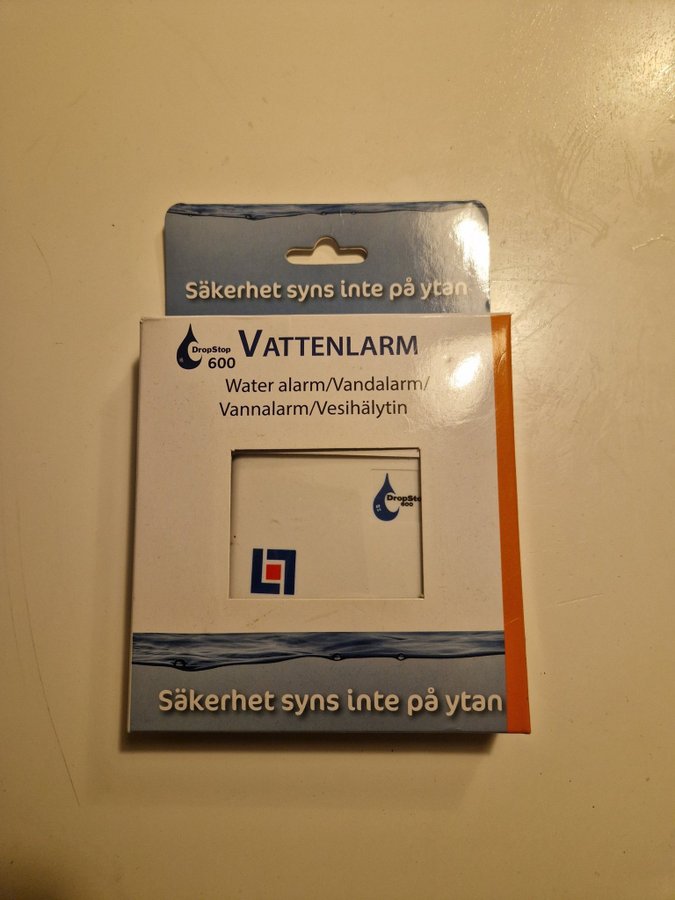 Säkerhet syns inte på ytan
DropStop
600
VATTENLARM
Water alarm/Vandalarm/
Vannalarm/Vesihälytin
DropSto
600
Säkerhet syns inte på ytan